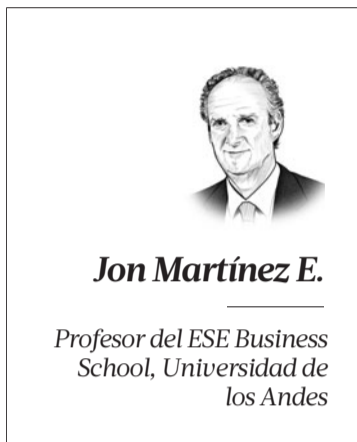 Jon Martínez E.
Profesor del ESE Business
School, Universidad de
los Andes